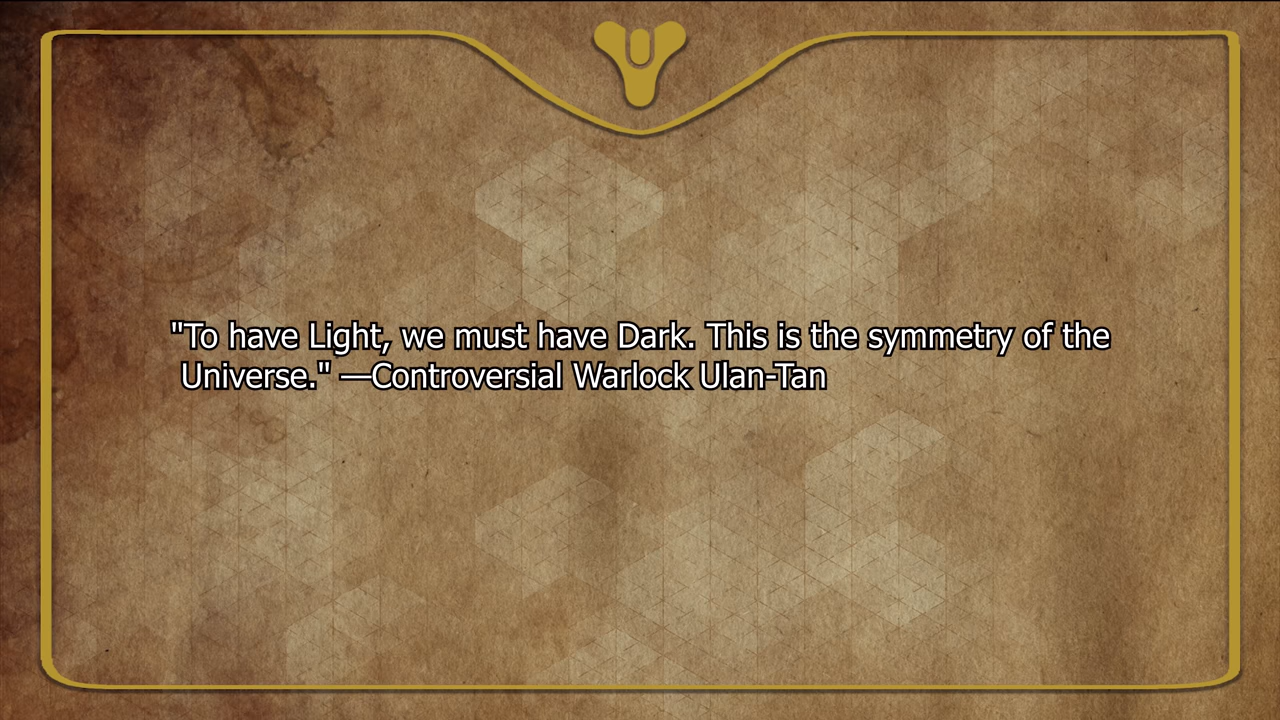 "To have Light, we must have Dark. This is the symmetry of the
Universe." —Controversial Warlock Ulan-Tan